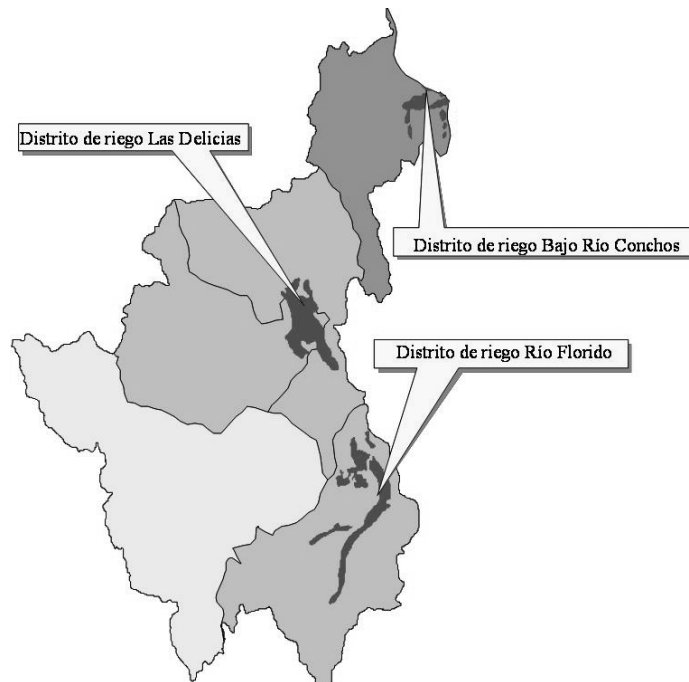 Distrito de riego Las Delicias
Distrito de riego Bajo Río Conchos
Distrito de riego Río Florido